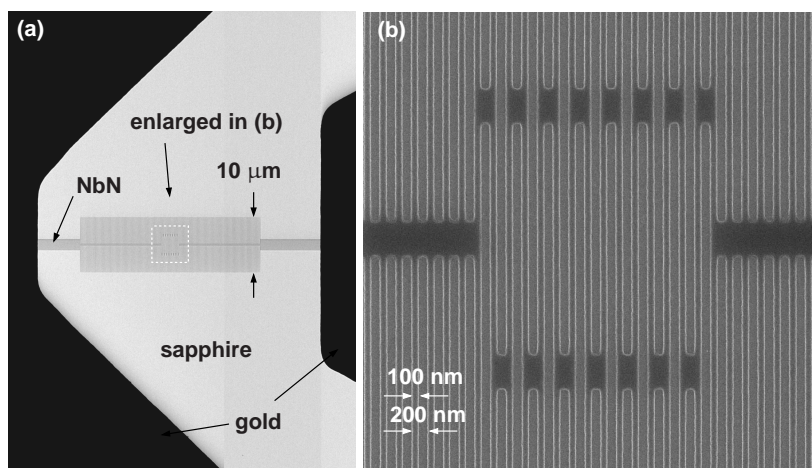 (a)
enlarged in (b)
10 μm
NbN
sapphire
gold
(b)
100 nm
200 nm